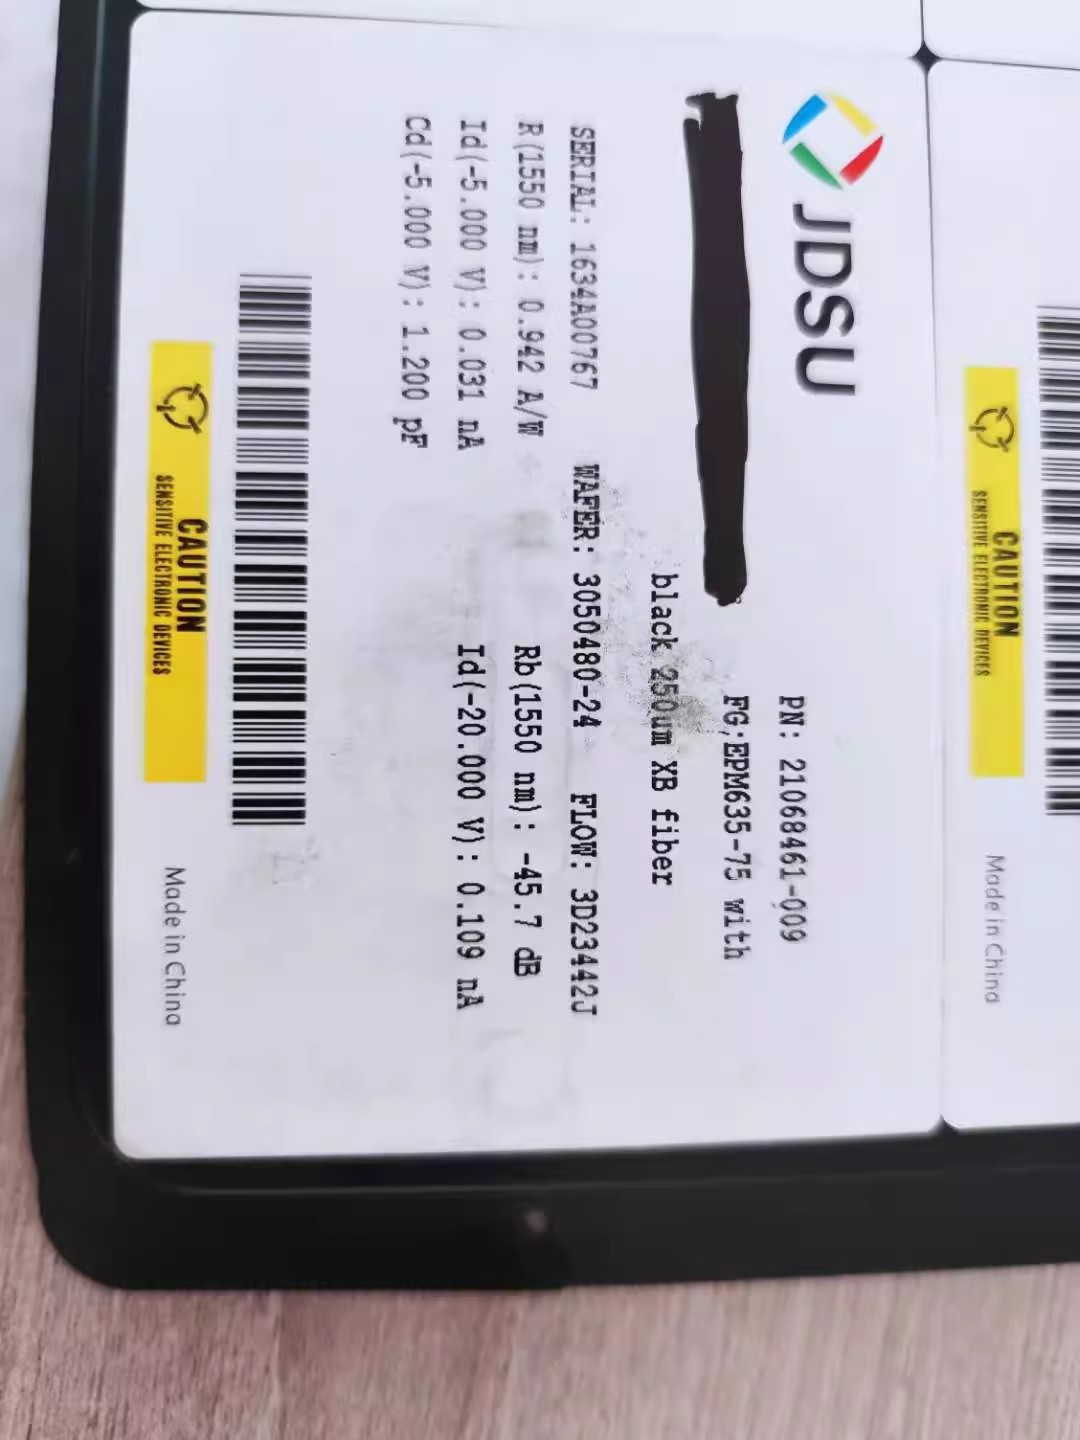 JDSU
PN: 21068461-009
FG;EPM635-75 with
black 250um XB fiber
SERIAL: 1634A00767 WAFER: 3050480-24 FLOW: 3D23442J
R(1550 nm): 0.942 A/W Rb(1550 nm): -45.7 dB
Id(-5.000 V): 0.031 nA Id(-20.000 V): 0.109 nA
Cd(-5.000 V): 1.200 pF
CAUTION
SENSITIVE ELECTRONIC DEVICES
Made in China
CAUTION
SENSITIVE ELECTRONIC DEVICES
Made in China